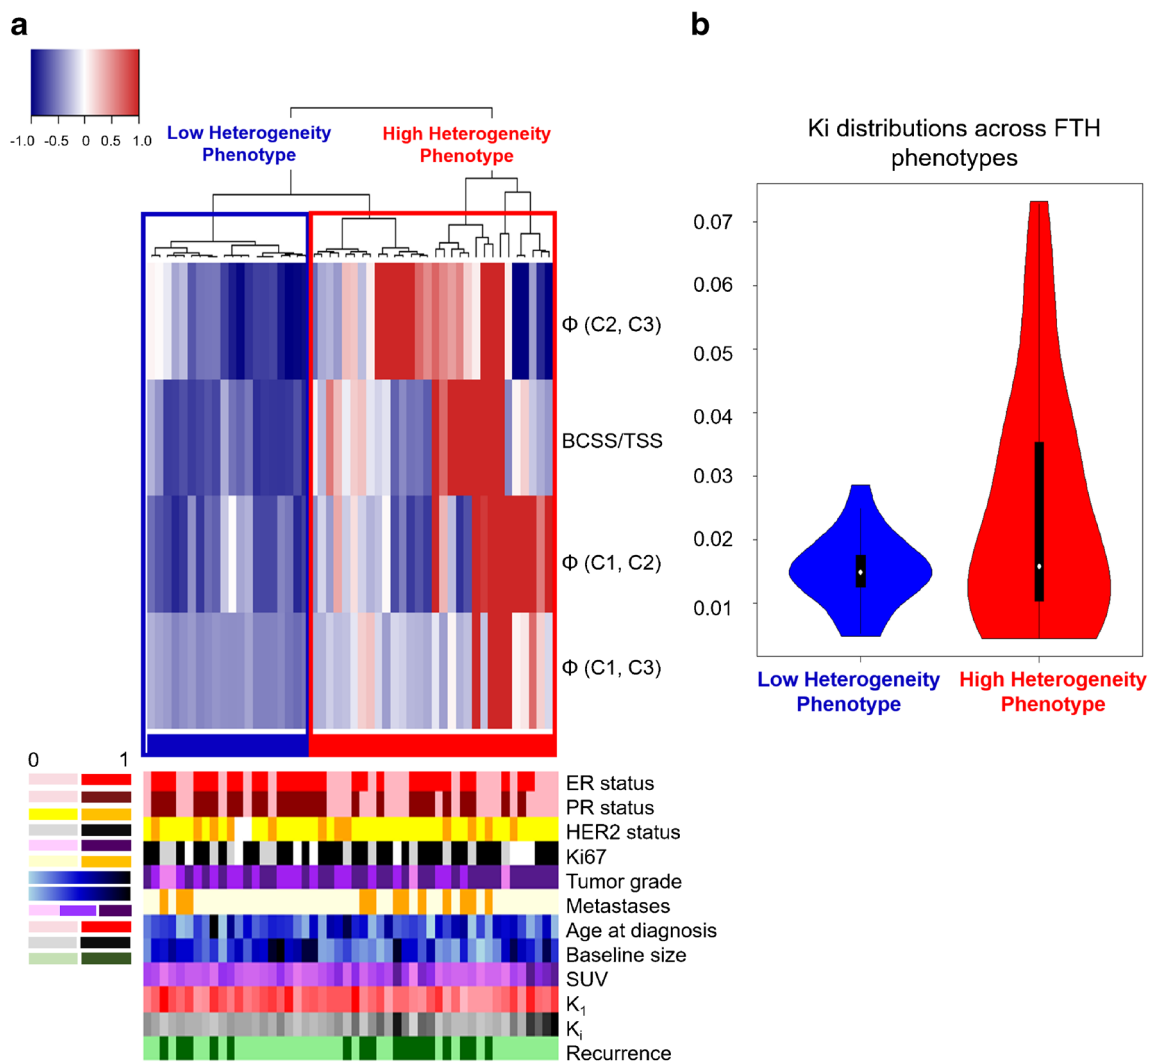 a
-1.0 -0.5 0 0.5 1.0
Low Heterogeneity
Phenotype
High Heterogeneity
Phenotype
Φ (C2, C3)
BCSS/TSS
Φ (C1, C2)
Φ (C1, C3)
0 1
ER status
PR status
HER2 status
Ki67
Tumor grade
Metastases
Age at diagnosis
Baseline size
SUV
K1
Ki
Recurrence
b
Ki distributions across FTH
phenotypes
0.07
0.06
0.05
0.04
0.03
0.02
0.01
Low Heterogeneity
Phenotype
High Heterogeneity
Phenotype